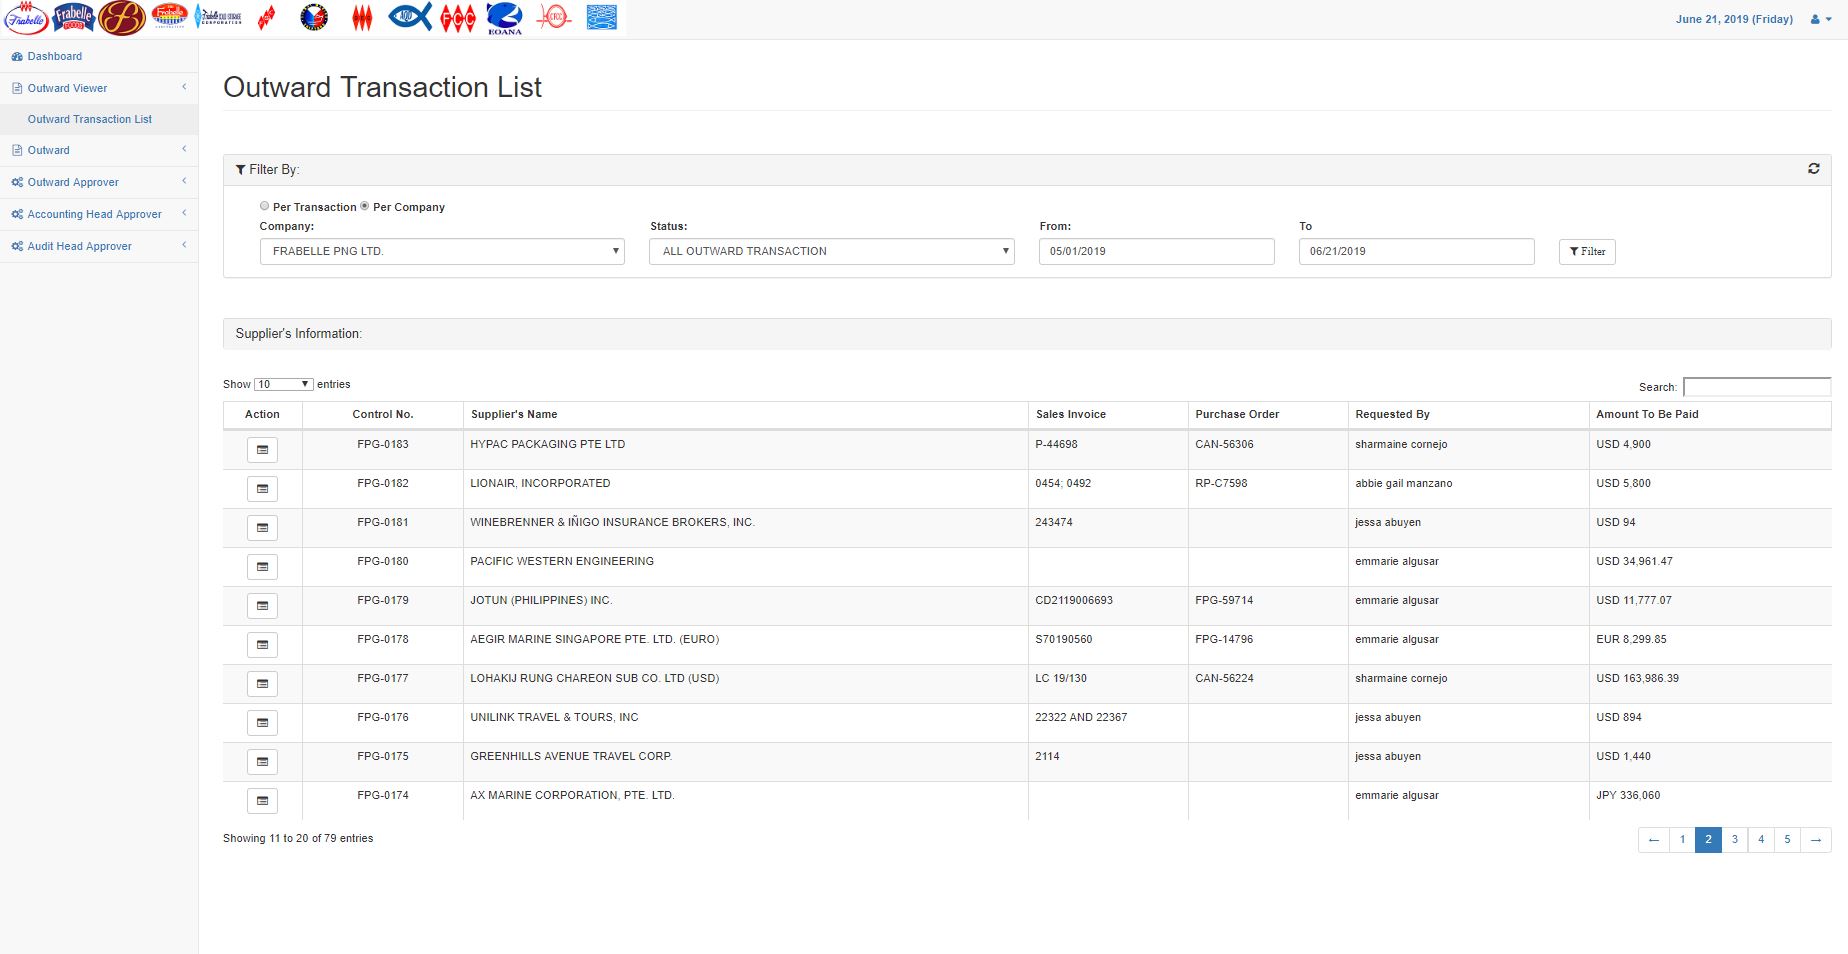 Frabelle Frabelle FOODS Frabelle CORPORATION Frabelle COLD STORAGE CORPORATION FCC EOANA CFCC
June 21, 2019 (Friday)
Dashboard
Outward Viewer
Outward Transaction List
Outward
Outward Approver
Accounting Head Approver
Audit Head Approver
Outward Transaction List
Filter By:
Per Transaction Per Company
Company: Status: From: To
FRABELLE PNG LTD. ALL OUTWARD TRANSACTION 05/01/2019 06/21/2019 Filter
Supplier's Information:
Show 10 entries
Search:
Action Control No. Supplier's Name Sales Invoice Purchase Order Requested By Amount To Be Paid
FPG-0183 HYPAC PACKAGING PTE LTD P-44698 CAN-56306 sharmaine cornejo USD 4,900
FPG-0182 LIONAIR, INCORPORATED 0454; 0492 RP-C7598 abbie gail manzano USD 5,800
FPG-0181 WINEBRENNER & IÑIGO INSURANCE BROKERS, INC. 243474 jessa abuyen USD 94
FPG-0180 PACIFIC WESTERN ENGINEERING emmarie algusar USD 34,961.47
FPG-0179 JOTUN (PHILIPPINES) INC. CD2119006693 FPG-59714 emmarie algusar USD 11,777.07
FPG-0178 AEGIR MARINE SINGAPORE PTE. LTD. (EURO) S70190560 FPG-14796 emmarie algusar EUR 8,299.85
FPG-0177 LOHAKIJ RUNG CHAREON SUB CO. LTD (USD) LC 19/130 CAN-56224 sharmaine cornejo USD 163,986.39
FPG-0176 UNILINK TRAVEL & TOURS, INC 22322 AND 22367 jessa abuyen USD 894
FPG-0175 GREENHILLS AVENUE TRAVEL CORP. 2114 jessa abuyen USD 1,440
FPG-0174 AX MARINE CORPORATION, PTE. LTD. emmarie algusar JPY 336,060
Showing 11 to 20 of 79 entries
← 1 2 3 4 5 →